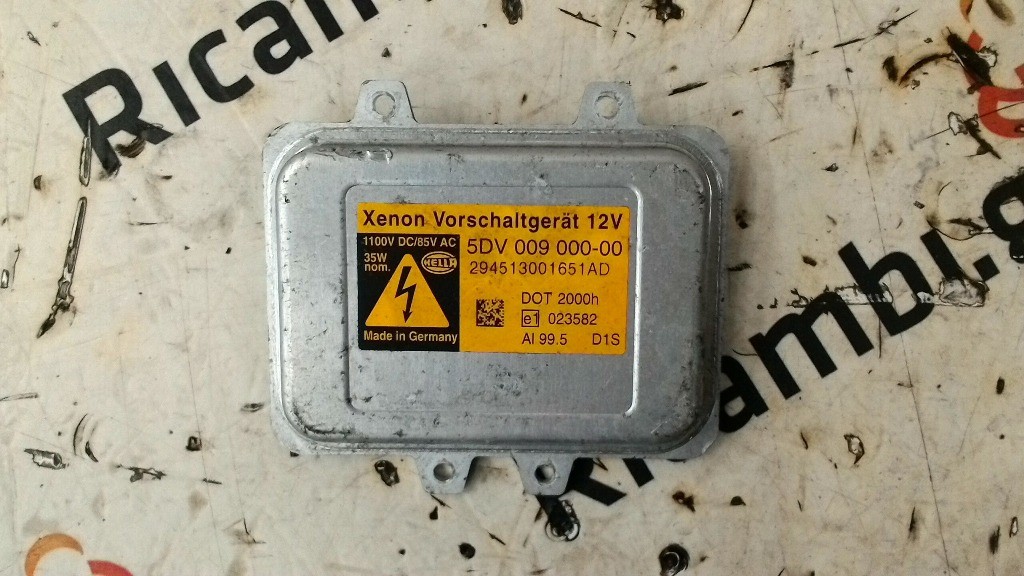 Ricam
Xenon Vorschaltgerät 12V
1100V DC/85V AC
35W
nom.
HELLA
5DV 009 000-00
294513001651AD
DOT 2000h
e1 023582
AI 99.5 D1S
Made in Germany
Ricambi.